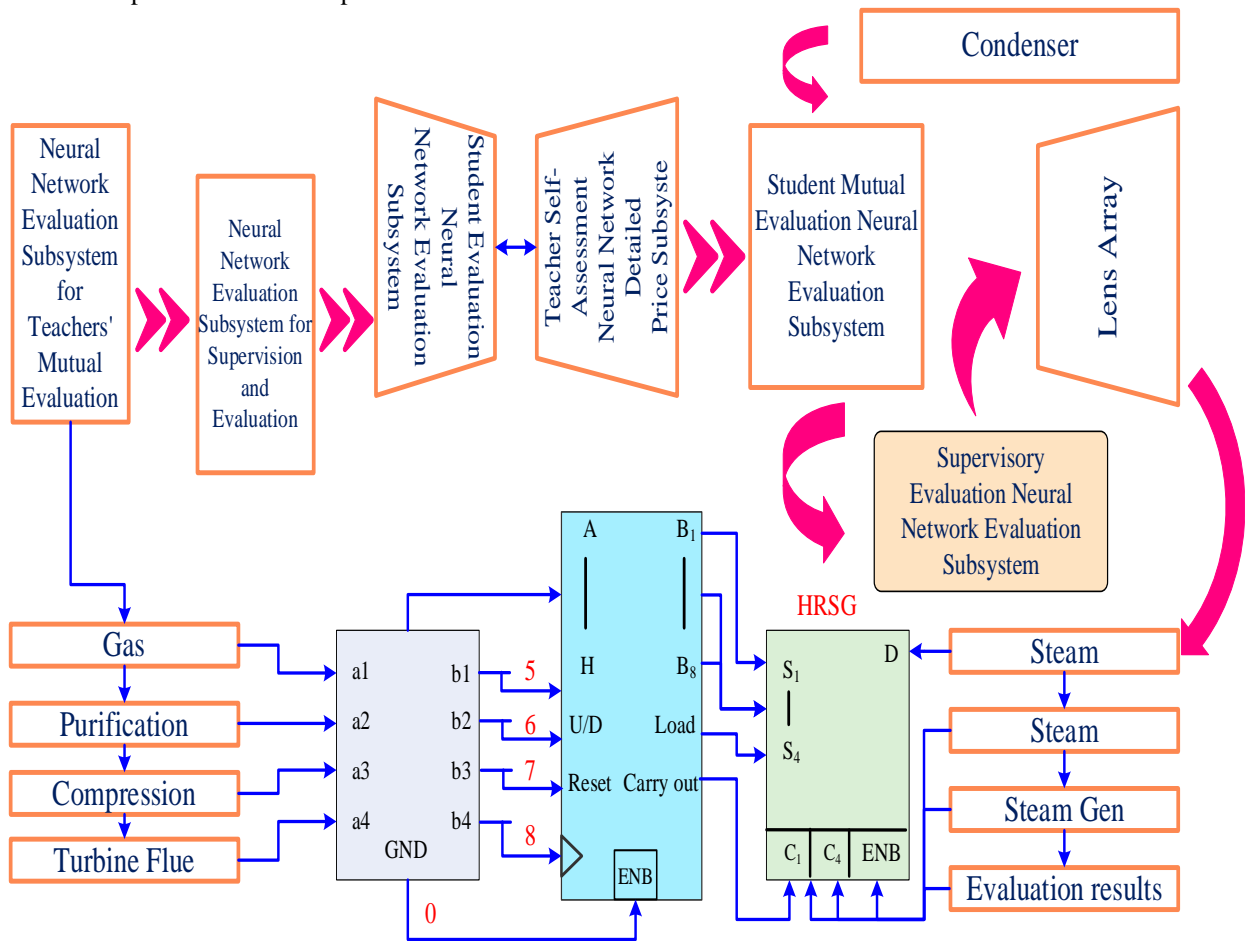 Condenser
Neural
Network
Evaluation
Subsystem
for
Teachers'
Mutual
Evaluation
Neural
Network
Evaluation
Subsystem for
Supervision
and
Evaluation
Student Evaluation
Neural
Network Evaluation
Subsystem
Teacher Self-
Assessment
Neural Network
Detailed
Price Subsyste
Student Mutual
Evaluation Neural
Network
Evaluation
Subsystem
Lens Array
Supervisory
Evaluation Neural
Network Evaluation
Subsystem
Gas
Purification
Compression
Turbine Flue
a1
a2
a3
a4
b1
b2
b3
b4
GND
5
6
7
8
0
A
H
U/D
Reset
B1
B8
Load
Carry out
ENB
HRSG
D
S1
S4
C1
C4
ENB
Steam
Steam
Steam Gen
Evaluation results